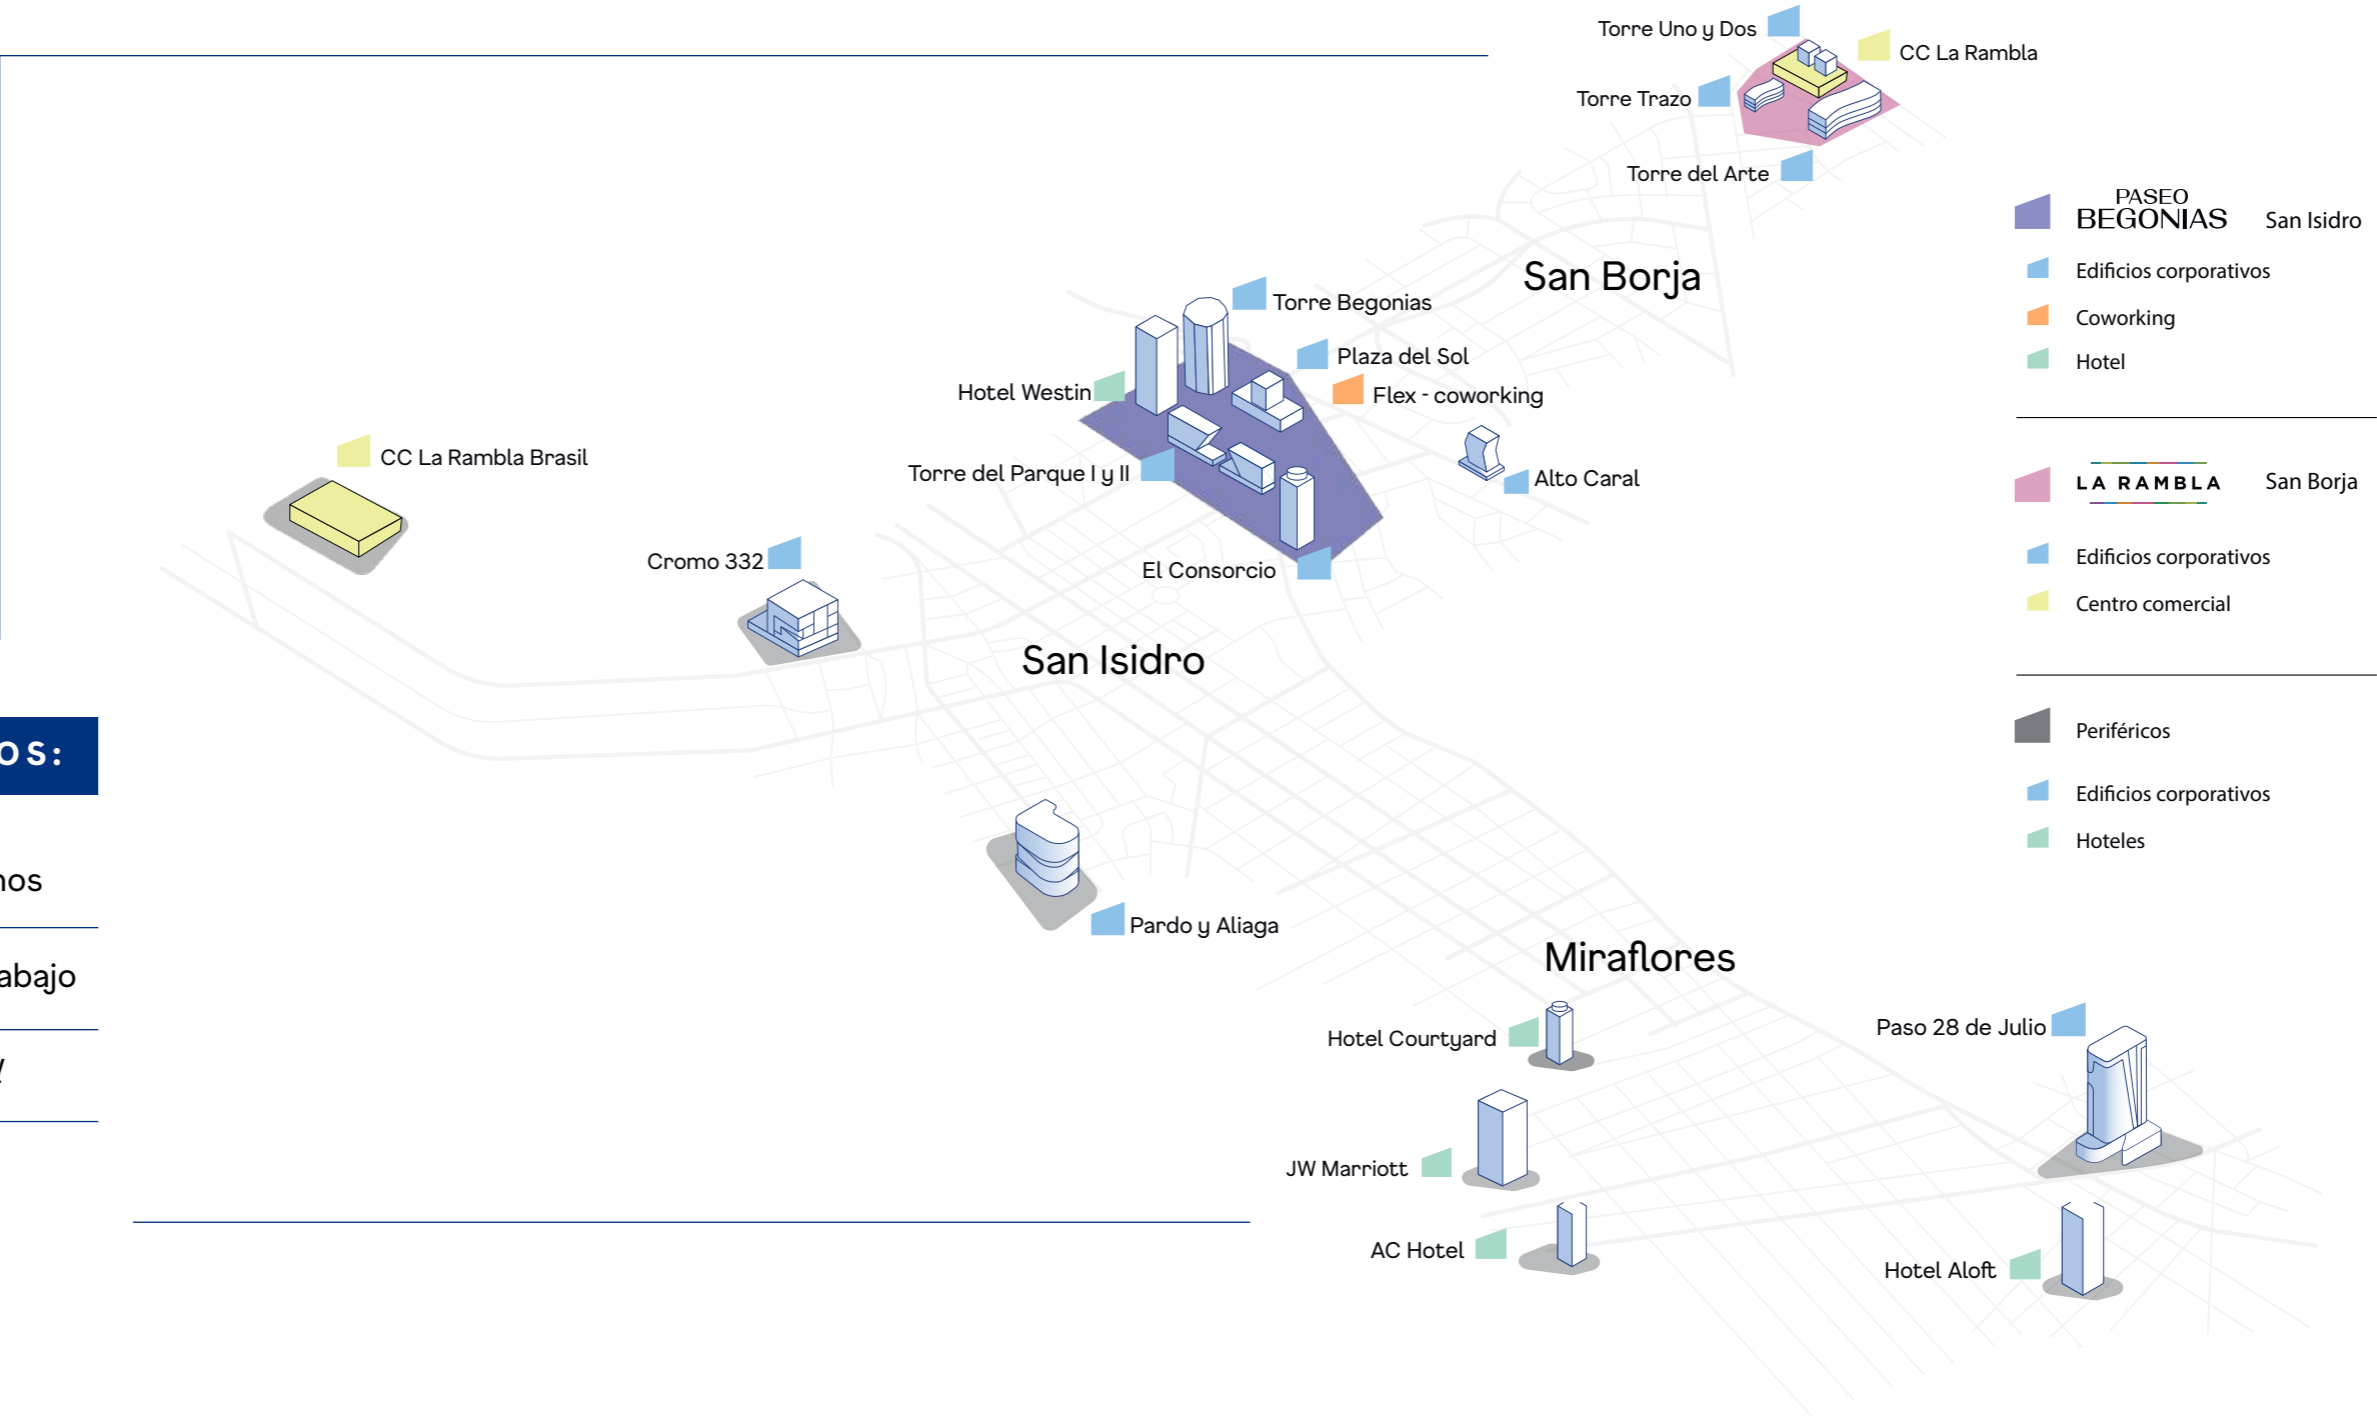 Torre Uno y Dos
CC La Rambla
Torre Trazo
Torre del Arte
San Borja
Torre Begonias
Plaza del Sol
Hotel Westin
Flex - coworking
CC La Rambla Brasil
Torre del Parque I y II
Alto Caral
Cromo 332
El Consorcio
San Isidro
Pardo y Aliaga
Miraflores
Hotel Courtyard
Paso 28 de Julio
JW Marriott
AC Hotel
Hotel Aloft
PASEO
BEGONIAS San Isidro
Edificios corporativos
Coworking
Hotel
LA RAMBLA San Borja
Edificios corporativos
Centro comercial
Periféricos
Edificios corporativos
Hoteles
OS:
nos
abajo